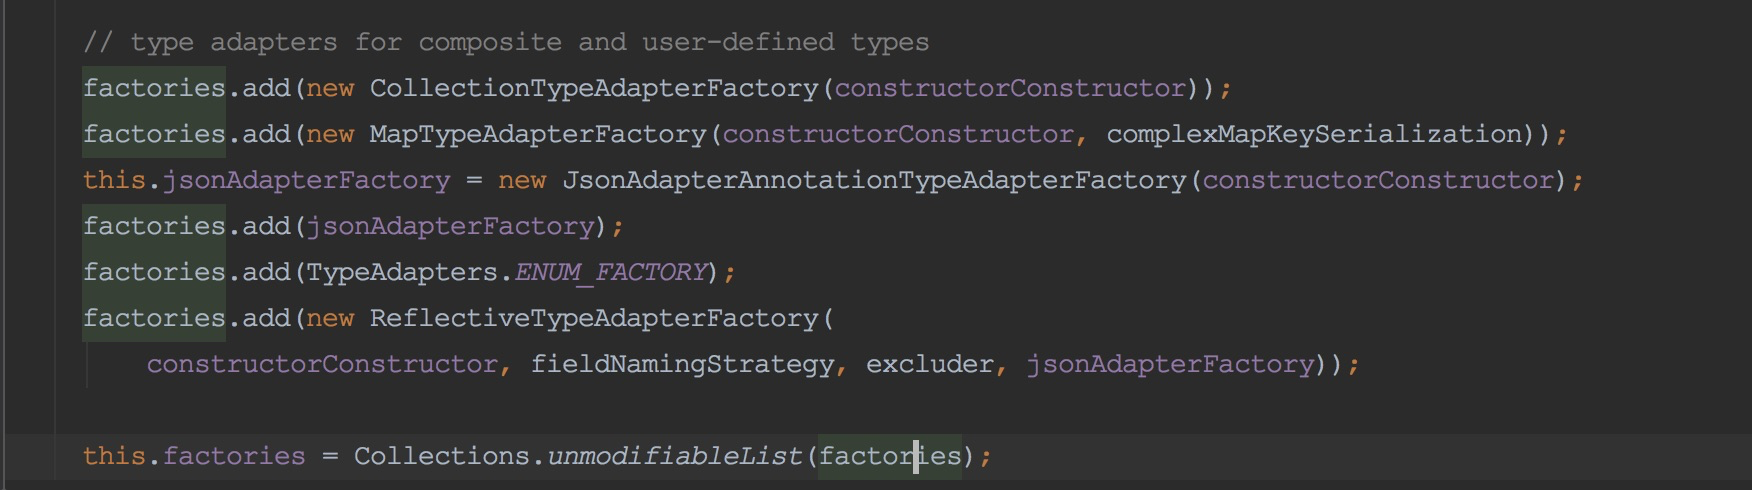 // type adapters for composite and user-defined types
factories.add(new CollectionTypeAdapterFactory(constructorConstructor));
factories.add(new MapTypeAdapterFactory(constructorConstructor, complexMapKeySerialization));
this.jsonAdapterFactory = new JsonAdapterAnnotationTypeAdapterFactory(constructorConstructor);
factories.add(jsonAdapterFactory);
factories.add(TypeAdapters.ENUM_FACTORY);
factories.add(new ReflectiveTypeAdapterFactory(
constructorConstructor, fieldNamingStrategy, excluder, jsonAdapterFactory));
this.factories = Collections.unmodifiableList(factories);